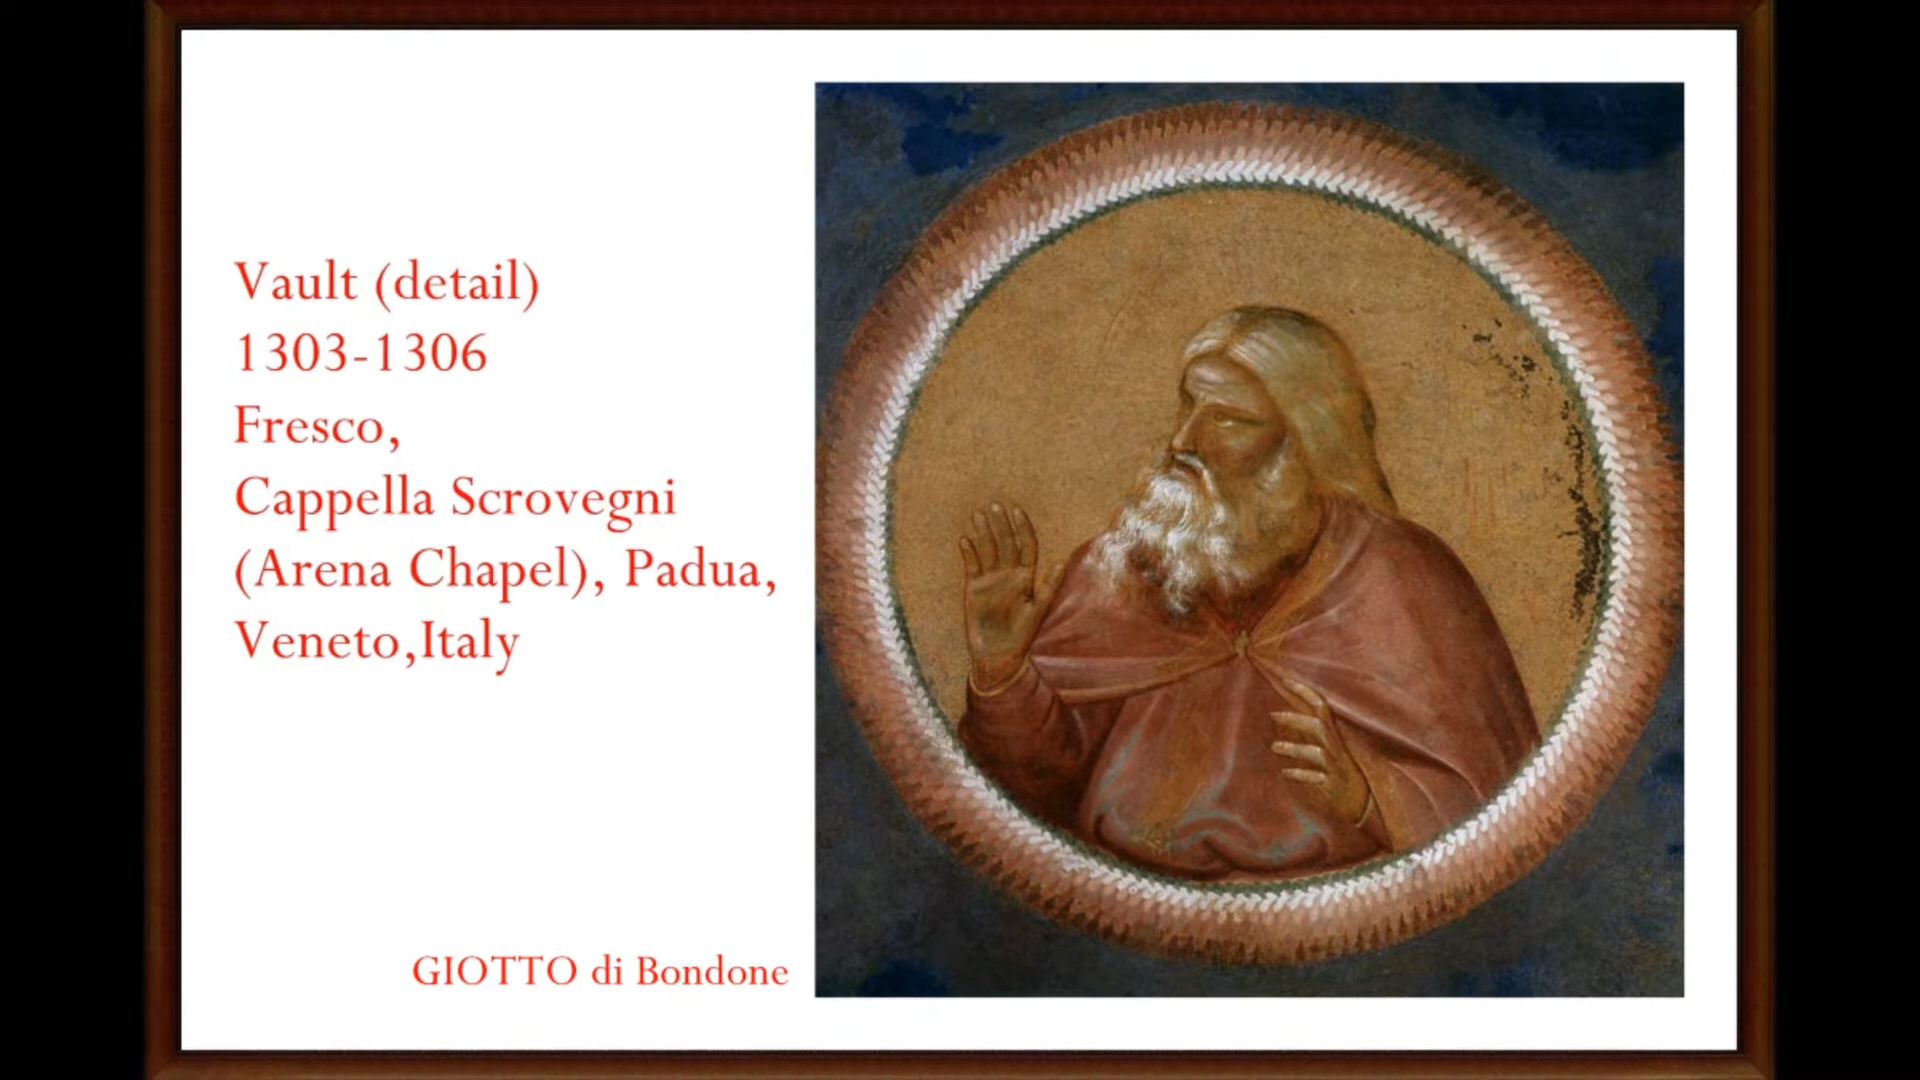 Vault (detail)
1303-1306
Fresco,
Cappella Scrovegni
(Arena Chapel), Padua,
Veneto,Italy
GIOTTO di Bondone